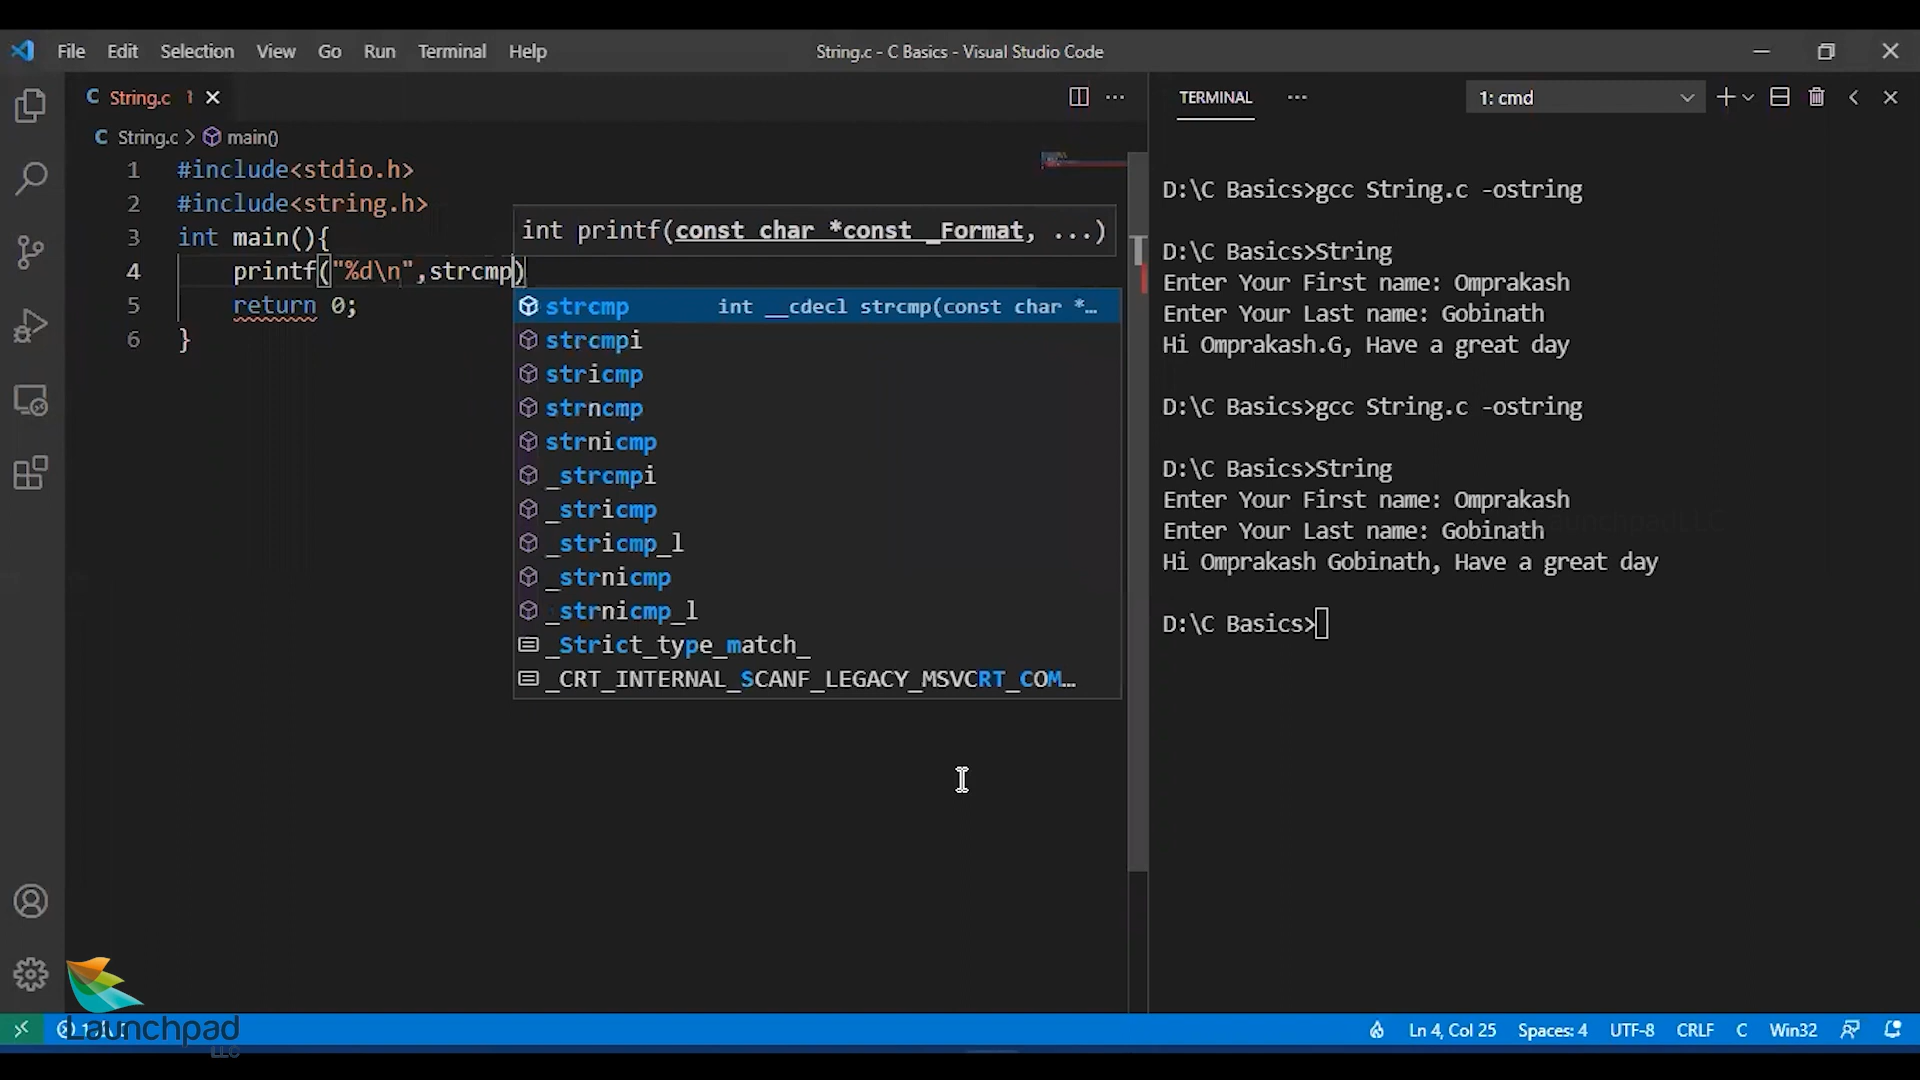 File Edit Selection View Go Run Terminal Help
String.c - C Basics - Visual Studio Code
C String.c 1
C String.c > main()
1 #include<stdio.h>
2 #include<string.h>
3 int main(){
4 printf("%d\n",strcmp)
5 return 0;
6 }
int printf(const char *const _Format, ...)
strcmp int __cdecl strcmp(const char *…
strcmpi
stricmp
strncmp
strnicmp
_strcmpi
_stricmp
_stricmp_l
_strnicmp
_strnicmp_l
_Strict_type_match_
_CRT_INTERNAL_SCANF_LEGACY_MSVCRT_COM…
TERMINAL
1: cmd
D:\C Basics>gcc String.c -ostring
D:\C Basics>String
Enter Your First name: Omprakash
Enter Your Last name: Gobinath
Hi Omprakash.G, Have a great day
D:\C Basics>gcc String.c -ostring
D:\C Basics>String
Enter Your First name: Omprakash
Enter Your Last name: Gobinath
Hi Omprakash Gobinath, Have a great day
D:\C Basics>
Launchpad
LLC
Ln 4, Col 25 Spaces: 4 UTF-8 CRLF C Win32